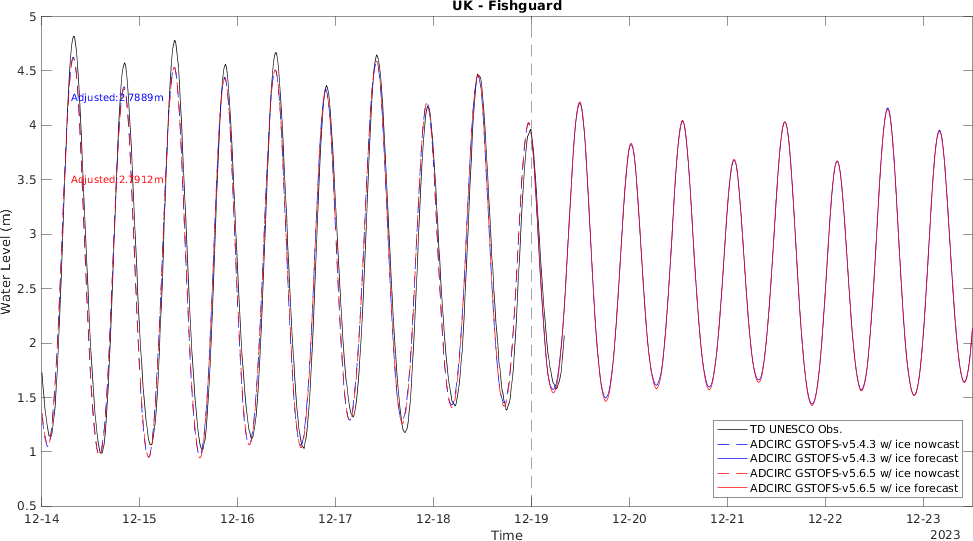 UK - Fishguard
5
4.5
4
3.5
3
2.5
2
1.5
1
0.5
Water Level (m)
Adjusted:2.7889m
Adjusted:2.7912m
TD UNESCO Obs.
ADCIRC GSTOFS-v5.4.3 w/ ice nowcast
ADCIRC GSTOFS-v5.4.3 w/ ice forecast
ADCIRC GSTOFS-v5.6.5 w/ ice nowcast
ADCIRC GSTOFS-v5.6.5 w/ ice forecast
12-14 12-15 12-16 12-17 12-18 12-19 12-20 12-21 12-22 12-23
Time
2023